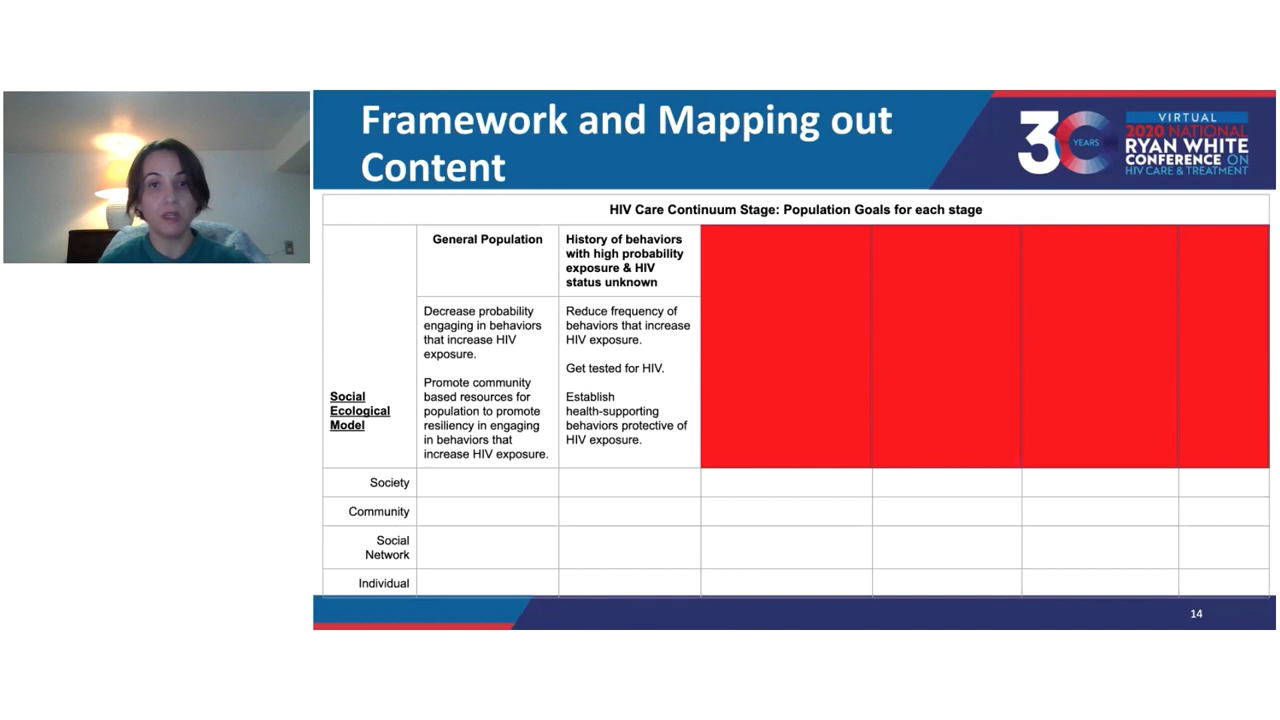 Framework and Mapping out
Content
30
YEARS
VIRTUAL
2020 NATIONAL
RYAN WHITE
CONFERENCE ON
HIV CARE & TREATMENT
HIV Care Continuum Stage: Population Goals for each stage
General Population
History of behaviors
with high probability
exposure & HIV
status unknown
Social
Ecological
Model
Decrease probability
engaging in behaviors
that increase HIV
exposure.
Promote community
based resources for
population to promote
resiliency in engaging
in behaviors that
increase HIV exposure.
Reduce frequency of
behaviors that increase
HIV exposure.
Get tested for HIV.
Establish
health-supporting
behaviors protective of
HIV exposure.
Society
Community
Social
Network
Individual
14